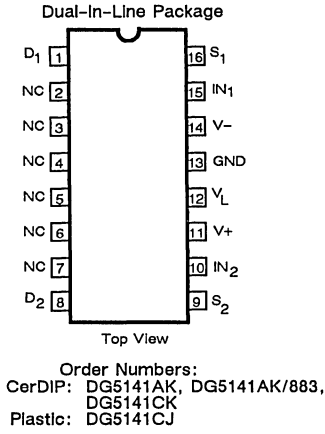 Dual-In-Line Package
D1 1 16 S1
NC 2 15 IN1
NC 3 14 V-
NC 4 13 GND
NC 5 12 VL
NC 6 11 V+
NC 7 10 IN2
D2 8 9 S2
Top View
Order Numbers:
CerDIP: DG5141AK, DG5141AK/883,
DG5141CK
Plastic: DG5141CJ